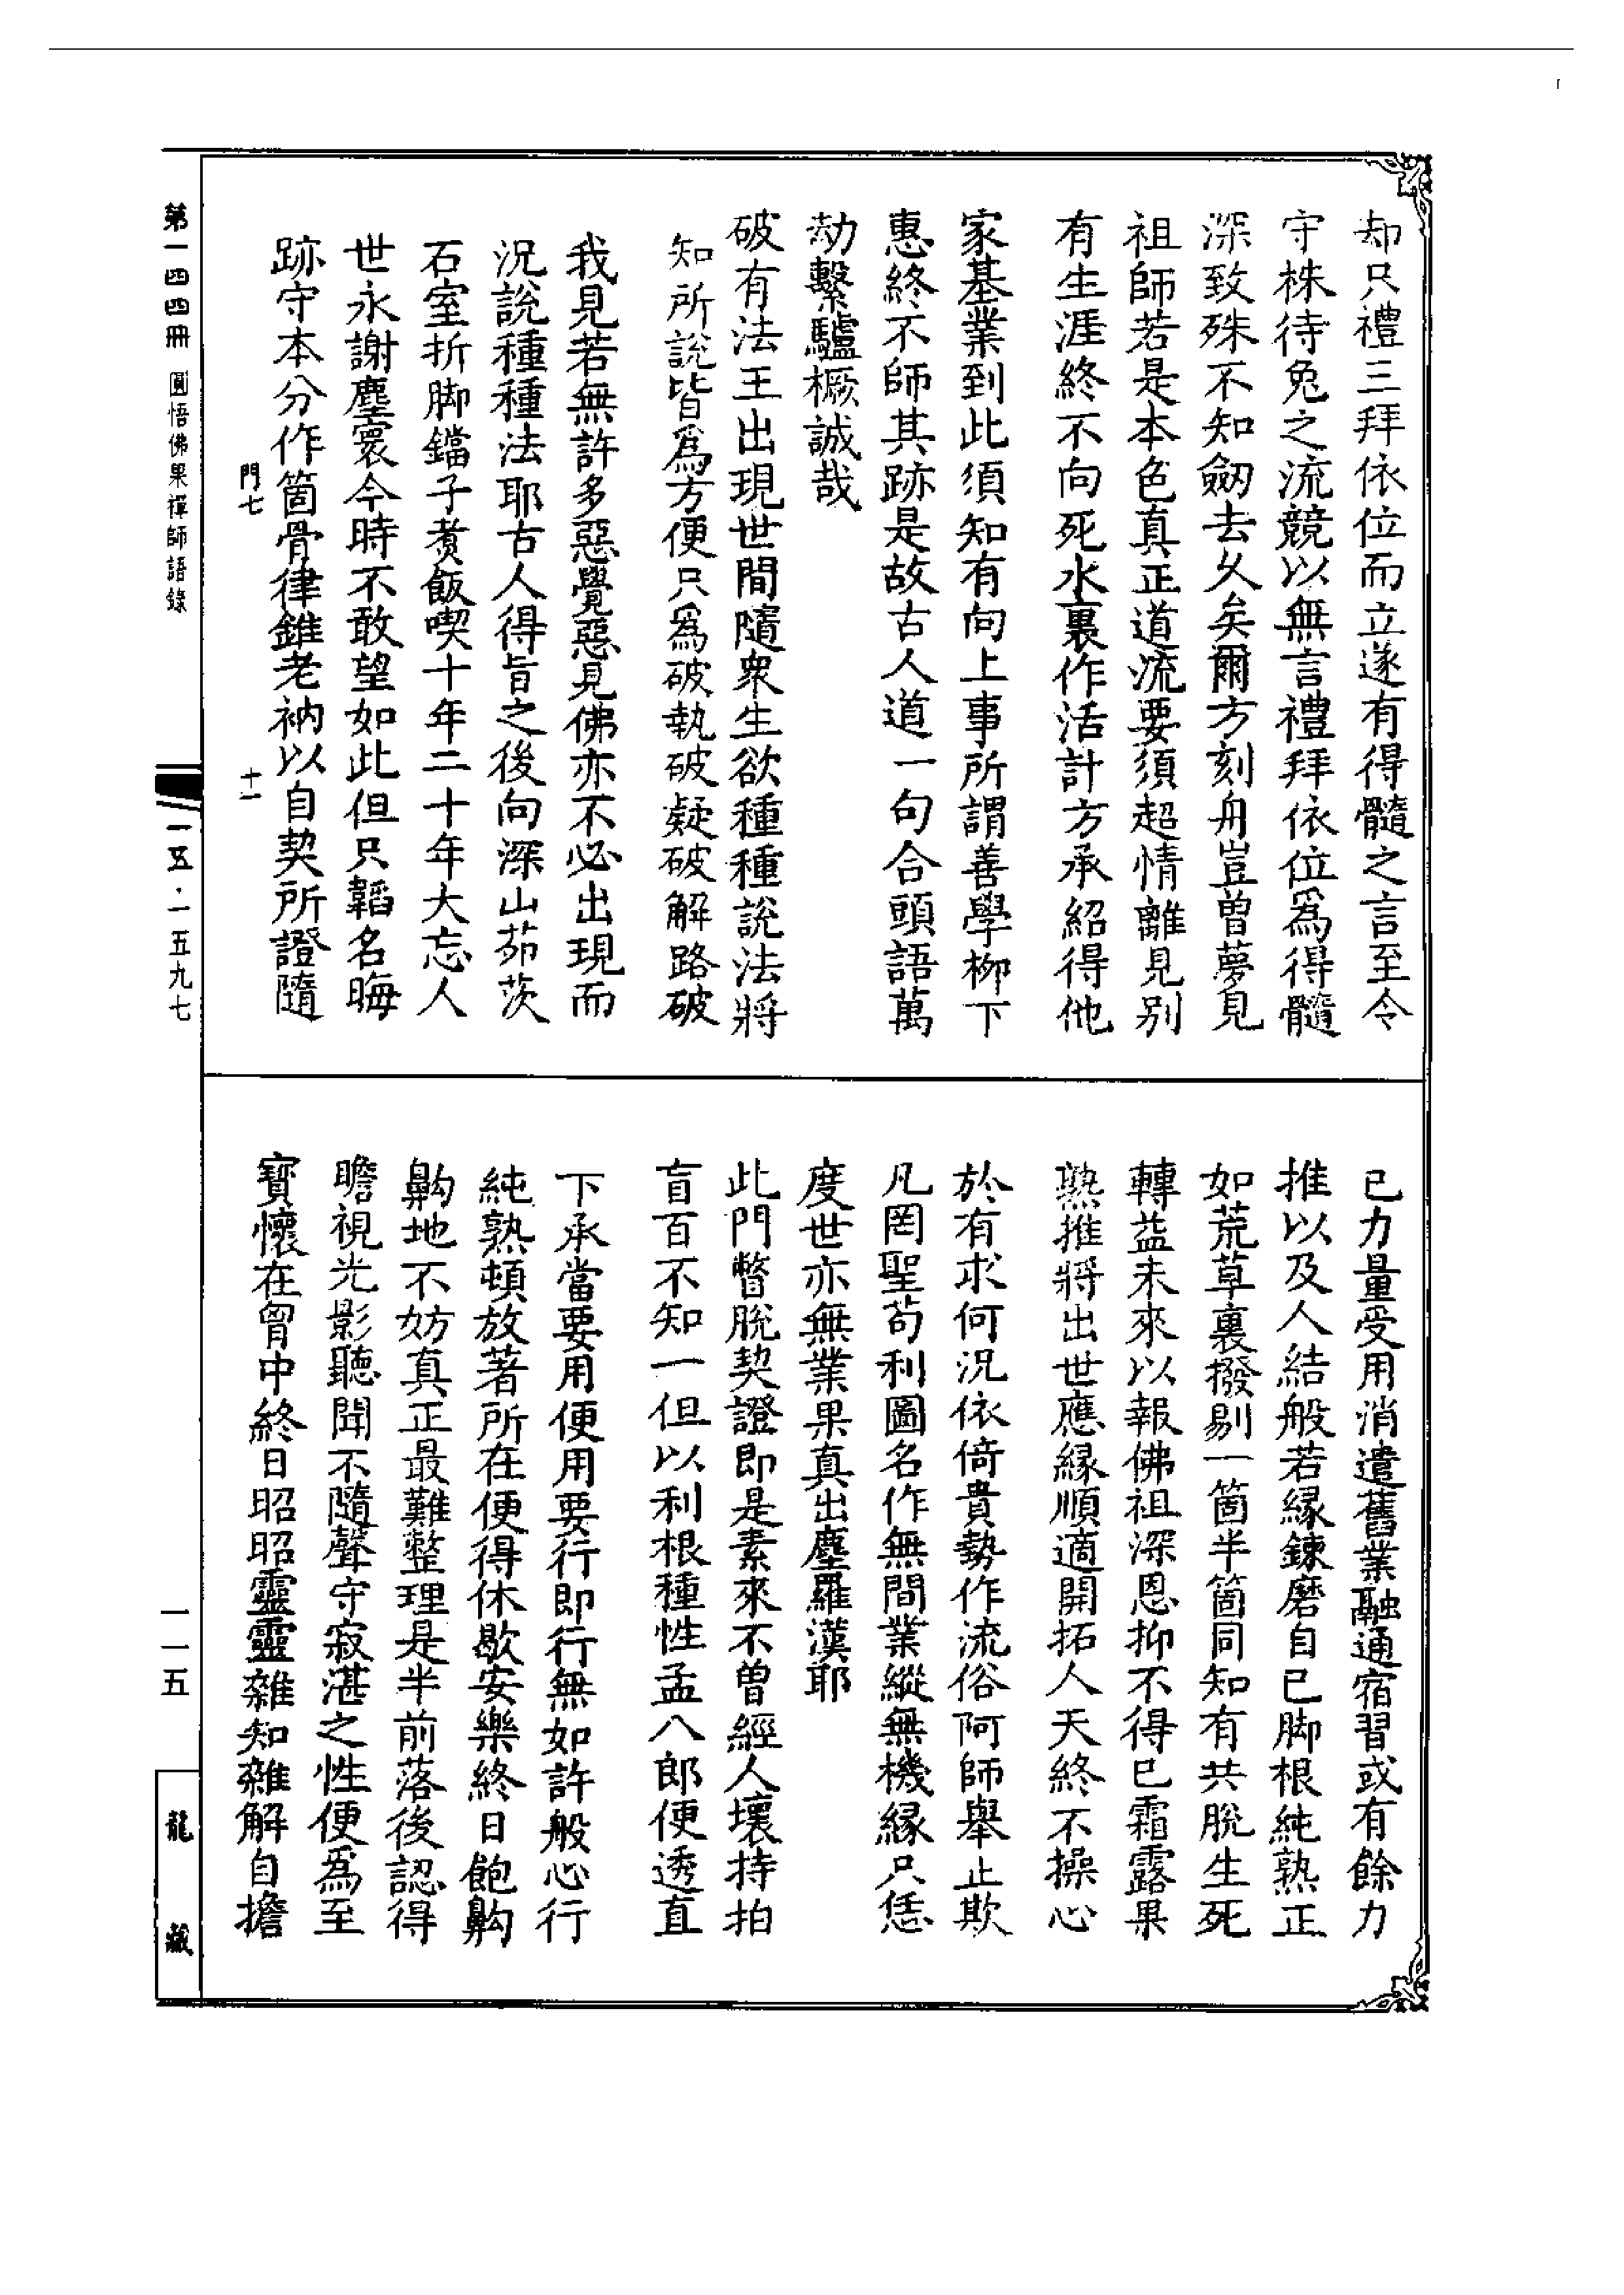 却只禮三拜依位而立遂有得髓之言至令
守株待兔之流競以無言禮拜依位爲得髓
深致殊不知劒去久矣爾方刻舟豈曽夢見
祖師若是本色真正道流要須超情離見别
有生涯終不向死水裏作活計方承紹得他
家基業到此須知有向上事所謂善學柳下
惠終不師其跡是故古人道一句合頭語萬
劫繫驢橛誠哉
破有法王出現世間隨衆生欲種種説法將
知所説皆爲方便只爲破執破疑破解路破
我見若無許多惡覺惡見佛亦不必出現而
況説種種法耶古人得旨之後向深山茆茨
石室折脚鐺子煑飯喫十年二十年大忘人
世永謝塵寰今時不敢望如此但只韜名晦
跡守本分作箇骨律錐老衲以自契所證隨
門七
十一
己力量受用消遣舊業融通宿習或有餘力
推以及人結般若緣鍊磨自己脚根純熟正
如荒草裏撥剔一箇半箇同知有共脱生死
轉益未來以報佛祖深恩抑不得已霜露果
熟推將出世應緣順適開拓人天終不操心
於有求何況依倚貴勢作流俗阿師舉止欺
凡罔聖苟利圖名作無間業縱無機緣只恁
度世亦無業果真出塵羅漢耶
此門瞥脱契證即是素來不曽經人壞持拍
盲百不知一但以利根種性孟八郎便透直
下承當要用便用要行即行無如許般心行
純熟頓放著所在便得休歇安樂終日飽齁
齁地不妨真正最難整理是半前落後認得
瞻視光影聽聞不隨聲守寂湛之性便爲至
寳懷在胷中終日昭昭靈靈雜知雜解自擔
第一四四冊 圓悟佛果禪師語錄
一五·一五九七
一一五
龍藏